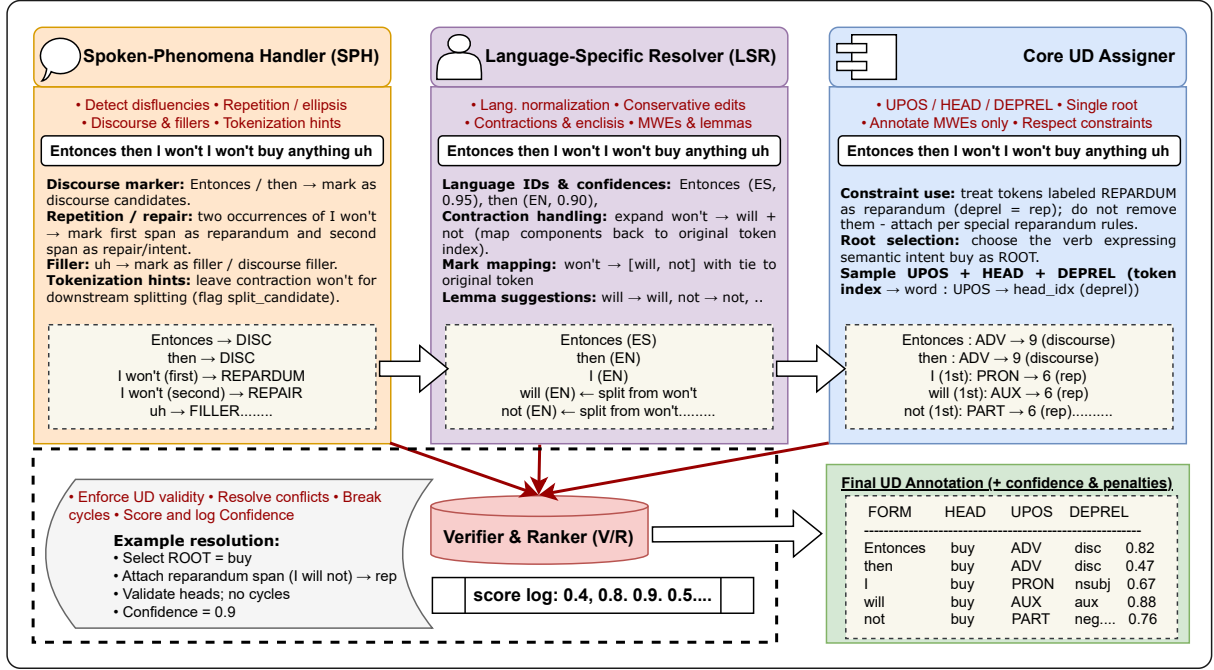 Spoken-Phenomena Handler (SPH)
• Detect disfluencies • Repetition / ellipsis
• Discourse & fillers • Tokenization hints
Entonces then I won't I won't buy anything uh
Discourse marker: Entonces / then → mark as
discourse candidates.
Repetition / repair: two occurrences of I won't
→ mark first span as reparandum and second
span as repair/intent.
Filler: uh → mark as filler / discourse filler.
Tokenization hints: leave contraction won't for
downstream splitting (flag split_candidate).
Entonces → DISC
then → DISC
I won't (first) → REPARDUM
I won't (second) → REPAIR
uh → FILLER........
Language-Specific Resolver (LSR)
• Lang. normalization • Conservative edits
• Contractions & enclisis • MWEs & lemmas
Entonces then I won't I won't buy anything uh
Language IDs & confidences: Entonces (ES,
0.95), then (EN, 0.90),
Contraction handling: expand won't → will +
not (map components back to original token
index).
Mark mapping: won't → [will, not] with tie to
original token
Lemma suggestions: will → will, not → not, ..
Entonces (ES)
then (EN)
I (EN)
will (EN) ← split from won't
not (EN) ← split from won't.........
Core UD Assigner
• UPOS / HEAD / DEPREL • Single root
• Annotate MWEs only • Respect constraints
Entonces then I won't I won't buy anything uh
Constraint use: treat tokens labeled REPARDUM
as reparandum (deprel = rep); do not remove
them - attach per special reparandum rules.
Root selection: choose the verb expressing
semantic intent buy as ROOT.
Sample UPOS + HEAD + DEPREL (token
index → word : UPOS → head_idx (deprel))
Entonces : ADV → 9 (discourse)
then : ADV → 9 (discourse)
I (1st): PRON → 6 (rep)
will (1st): AUX → 6 (rep)
not (1st): PART → 6 (rep)..........
• Enforce UD validity • Resolve conflicts • Break
cycles • Score and log Confidence
Example resolution:
• Select ROOT = buy
• Attach reparandum span (I will not) → rep
• Validate heads; no cycles
• Confidence = 0.9
Verifier & Ranker (V/R)
score log: 0.4, 0.8. 0.9. 0.5....
Final UD Annotation (+ confidence & penalties)
FORM HEAD UPOS DEPREL
Entonces buy ADV disc 0.82
then buy ADV disc 0.47
I buy PRON nsubj 0.67
will buy AUX aux 0.88
not buy PART neg.... 0.76